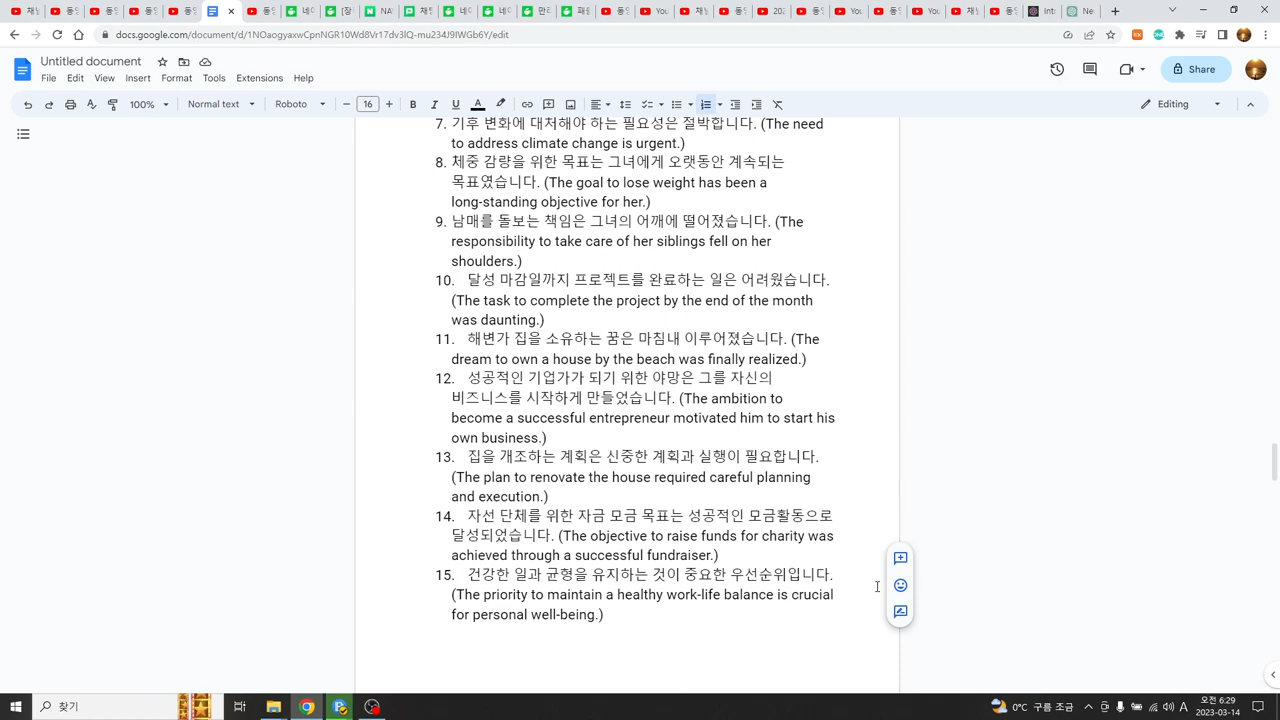 docs.google.com/document/d/1NOaogyaxwCpnNGR10Wd8Vr17dv3lQ-mu234J9IWGb6Y/edit
Untitled document
File Edit View Insert Format Tools Extensions Help
Share
100% Normal text Roboto 16 Editing
7. 기후 변화에 대처해야 하는 필요성은 절박합니다. (The need
to address climate change is urgent.)
8. 체중 감량을 위한 목표는 그녀에게 오랫동안 계속되는
목표였습니다. (The goal to lose weight has been a
long-standing objective for her.)
9. 남매를 돌보는 책임은 그녀의 어깨에 떨어졌습니다. (The
responsibility to take care of her siblings fell on her
shoulders.)
10. 달성 마감일까지 프로젝트를 완료하는 일은 어려웠습니다.
(The task to complete the project by the end of the month
was daunting.)
11. 해변가 집을 소유하는 꿈은 마침내 이루어졌습니다. (The
dream to own a house by the beach was finally realized.)
12. 성공적인 기업가가 되기 위한 야망은 그를 자신의
비즈니스를 시작하게 만들었습니다. (The ambition to
become a successful entrepreneur motivated him to start his
own business.)
13. 집을 개조하는 계획은 신중한 계획과 실행이 필요합니다.
(The plan to renovate the house required careful planning
and execution.)
14. 자선 단체를 위한 자금 모금 목표는 성공적인 모금활동으로
달성되었습니다. (The objective to raise funds for charity was
achieved through a successful fundraiser.)
15. 건강한 일과 균형을 유지하는 것이 중요한 우선순위입니다.
(The priority to maintain a healthy work-life balance is crucial
for personal well-being.)
찾기
0°C 구름 조금
A
오전 6:29
2023-03-14